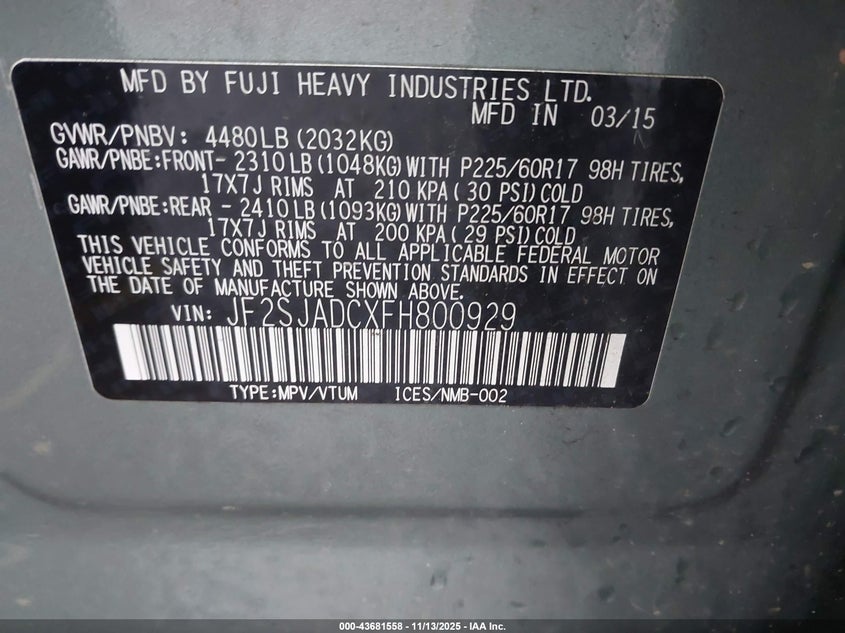 MFD BY FUJI HEAVY INDUSTRIES LTD.
MFD IN 03/15
GVWR/PNBV: 4480LB (2032KG)
GAWR/PNBE:FRONT- 2310 LB (1048KG) WITH P225/60R17 98H TIRES,
17X7J RIMS AT 210 KPA ( 30 PSI) COLD
GAWR/PNBE:REAR - 2410 LB (1093KG) WITH P225/60R17 98H TIRES,
17X7J RIMS AT 200 KPA ( 29 PSI) COLD
THIS VEHICLE CONFORMS TO ALL APPLICABLE FEDERAL MOTOR
VEHICLE SAFETY AND THEFT PREVENTION STANDARDS IN EFFECT ON
THE DATE OF MANUFACTURE SHOWN ABOVE.
VIN: JF2SJADCXFH800929
TYPE:MPV/VTUM ICES/NMB-002
000-43681558 - 11/13/2025 - IAA Inc.